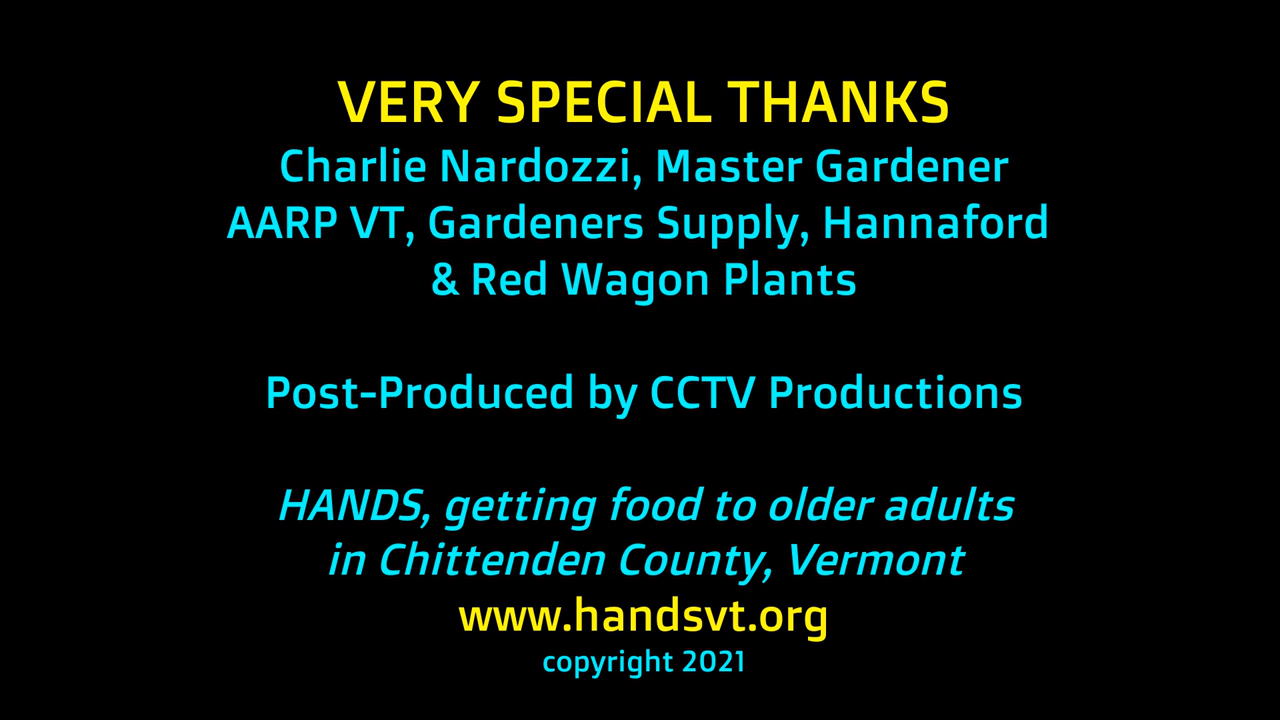 VERY SPECIAL THANKS
Charlie Nardozzi, Master Gardener
AARP VT, Gardeners Supply, Hannaford
& Red Wagon Plants
Post-Produced by CCTV Productions
HANDS, getting food to older adults
in Chittenden County, Vermont
www.handsvt.org
copyright 2021